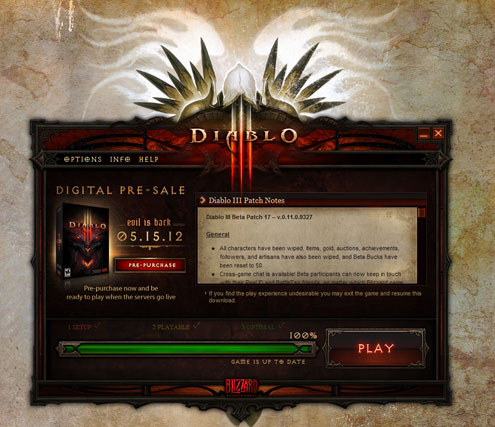 DIABLO
III
OPTIONS INFO HELP
DIGITAL PRE-SALE
DIABLO
evil is back
05.15.12
PRE-PURCHASE
Pre-purchase now and be
ready to play when the servers go live
Diablo III Patch Notes
Diablo III Beta Patch 17 – v.0.11.0.9327
General
All characters have been wiped. Items, gold, auctions, achievements,
followers, and artisans have also been wiped, and Beta Bucks have
been reset to 50
Cross-game chat is available! Beta participants can now keep in touch
• If you find the play experience undesirable you may exit the game and resume this
download.
1 SETUP ✓ 2 PLAYABLE ✓ 3 OPTIMAL ✓
100%
GAME IS UP TO DATE
PLAY
BLIZZARD